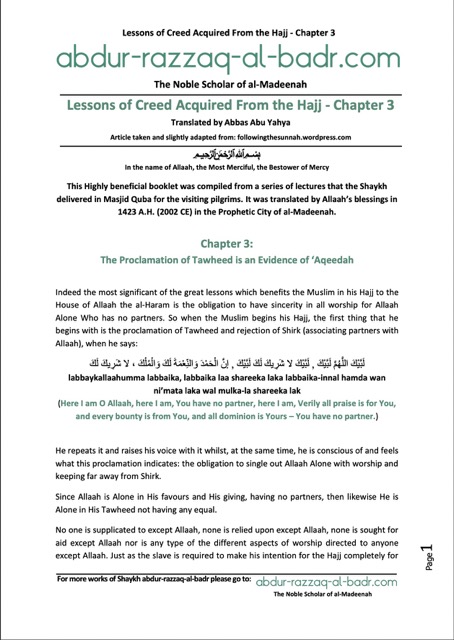 Lessons of Creed Acquired From the Hajj - Chapter 3
abdur-razzaq-al-badr.com
The Noble Scholar of al-Madeenah
Lessons of Creed Acquired From the Hajj - Chapter 3
Translated by Abbas Abu Yahya
Article taken and slightly adapted from: followingthesunnah.wordpress.com
بِسْمِ اللَّهِ الرَّحْمَنِ الرَّحِيمِ
In the name of Allaah, the Most Merciful, the Bestower of Mercy
This Highly beneficial booklet was compiled from a series of lectures that the Shaykh
delivered in Masjid Quba for the visiting pilgrims. It was translated by Allaah's blessings in
1423 A.H. (2002 CE) in the Prophetic City of al-Madeenah.
Chapter 3:
The Proclamation of Tawheed is an Evidence of ‘Aqeedah
Indeed the most significant of the great lessons which benefits the Muslim in his Hajj to the
House of Allaah the al-Haram is the obligation to have sincerity in all worship for Allaah
Alone Who has no partners. So when the Muslim begins his Hajj, the first thing that he
begins with is the proclamation of Tawheed and rejection of Shirk (associating partners with
Allaah), when he says:
لَبَّيْكَ اللَّهُمَّ لَبَّيْكَ , لَبَّيْكَ لَا شَرِيكَ لَكَ لَبَّيْكَ , إِنَّ الْحَمْدَ وَالنِّعْمَةَ لَكَ وَالْمُلْكَ ، لَا شَرِيكَ لَكَ
labbaykallaahumma labbaika, labbaika laa shareeka laka labbaika-innal hamda wan
ni’mata laka wal mulka-la shareeka lak
(Here I am O Allaah, here I am, You have no partner, here I am, Verily all praise is for You,
and every bounty is from You, and all dominion is Yours – You have no partner.)
He repeats it and raises his voice with it whilst, at the same time, he is conscious of and feels
what this proclamation indicates: the obligation to single out Allaah Alone with worship and
keeping far away from Shirk.
Since Allaah is Alone in His favours and His giving, having no partners, then likewise He is
Alone in His Tawheed not having any equal.
No one is supplicated to except Allaah, none is relied upon except Allaah, none is sought for
aid except Allaah nor is any type of the different aspects of worship directed to anyone
except Allaah. Just as the slave is required to make his intention for the Hajj completely for
Page1
For more works of Shaykh abdur-razzaq-al-badr please go to: abdur-razzaq-al-badr.com
The Noble Scholar of al-Madeenah